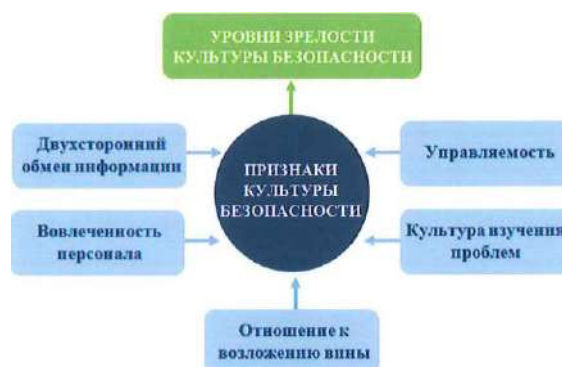 УРОВНИ ЗРЕЛОСТИ
КУЛЬТУРЫ БЕЗОПАСНОСТИ
Двухсторонний
обмен информации
Управляемость
ПРИЗНАКИ
КУЛЬТУРЫ
БЕЗОПАСНОСТИ
Вовлеченность
персонала
Культура изучения
проблем
Отношение к
возложению вины